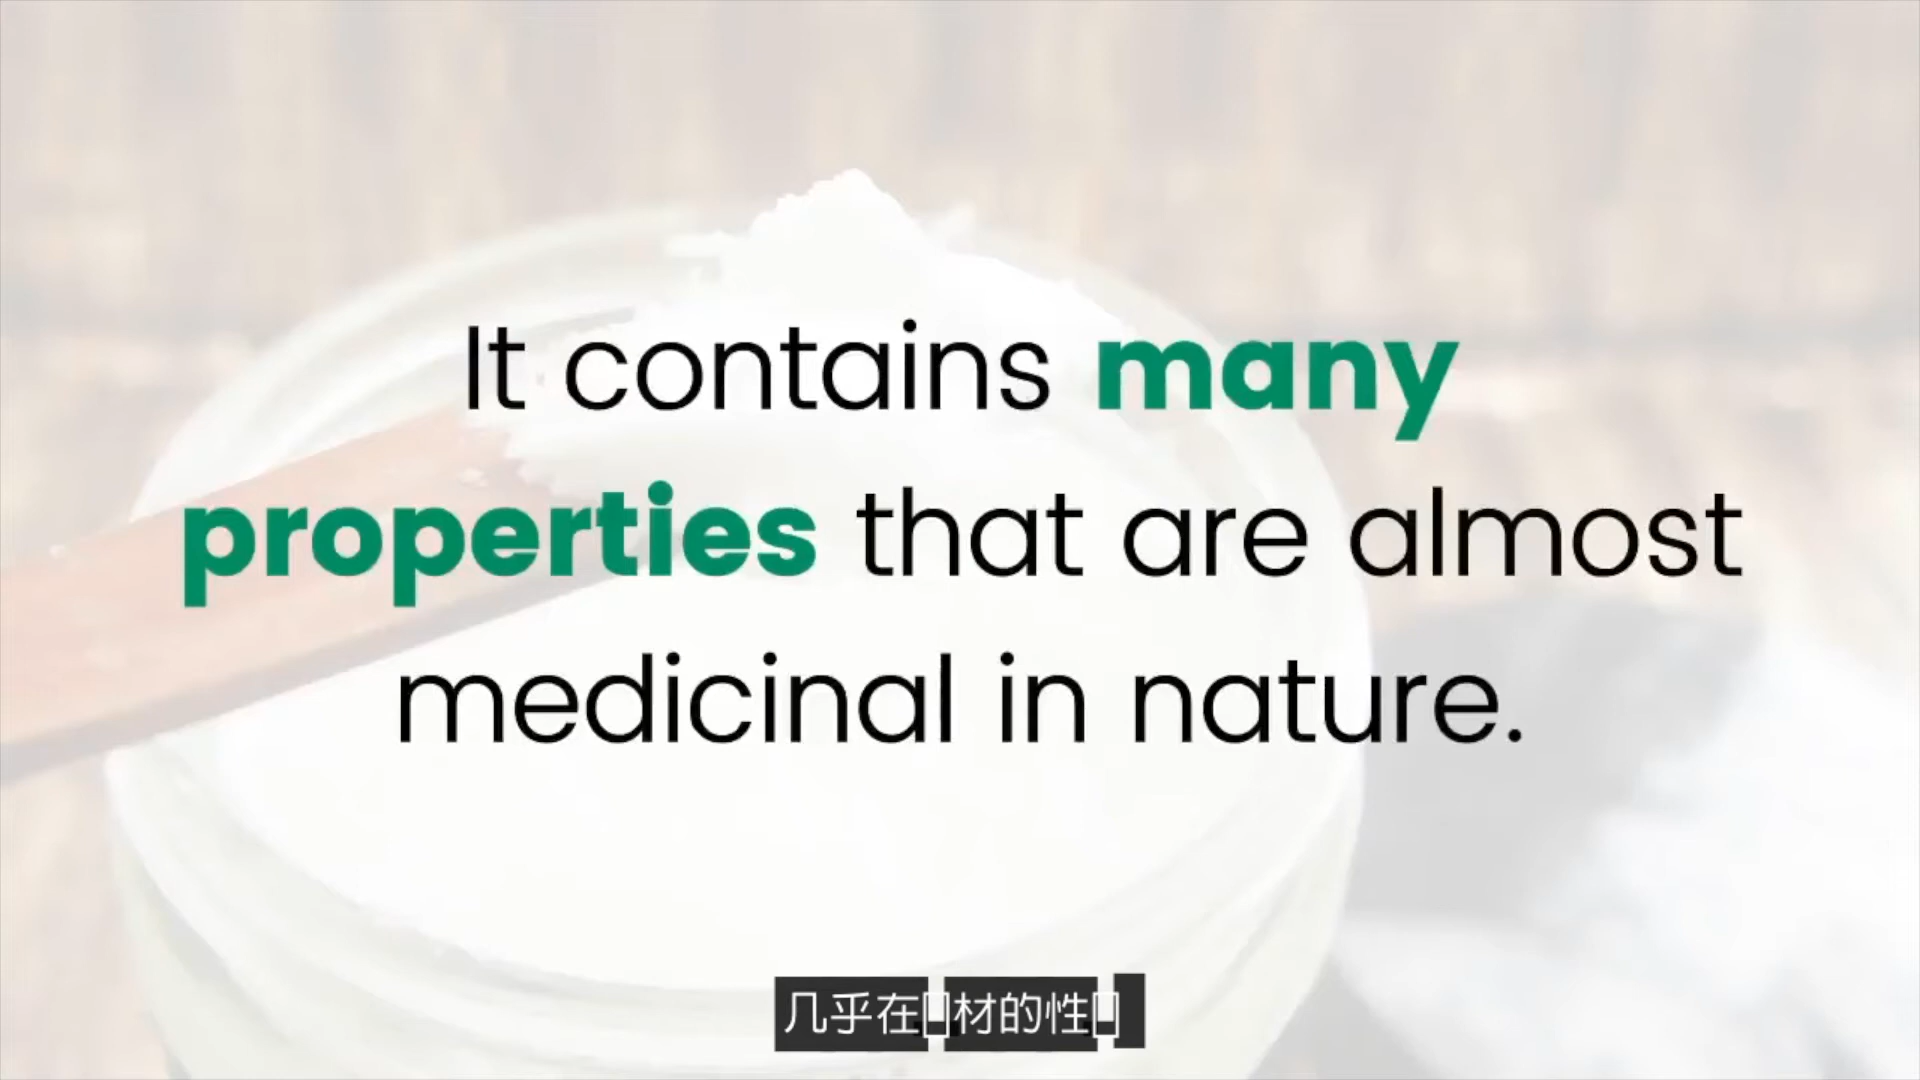 It contains many
properties that are almost
medicinal in nature.
几乎在材的性